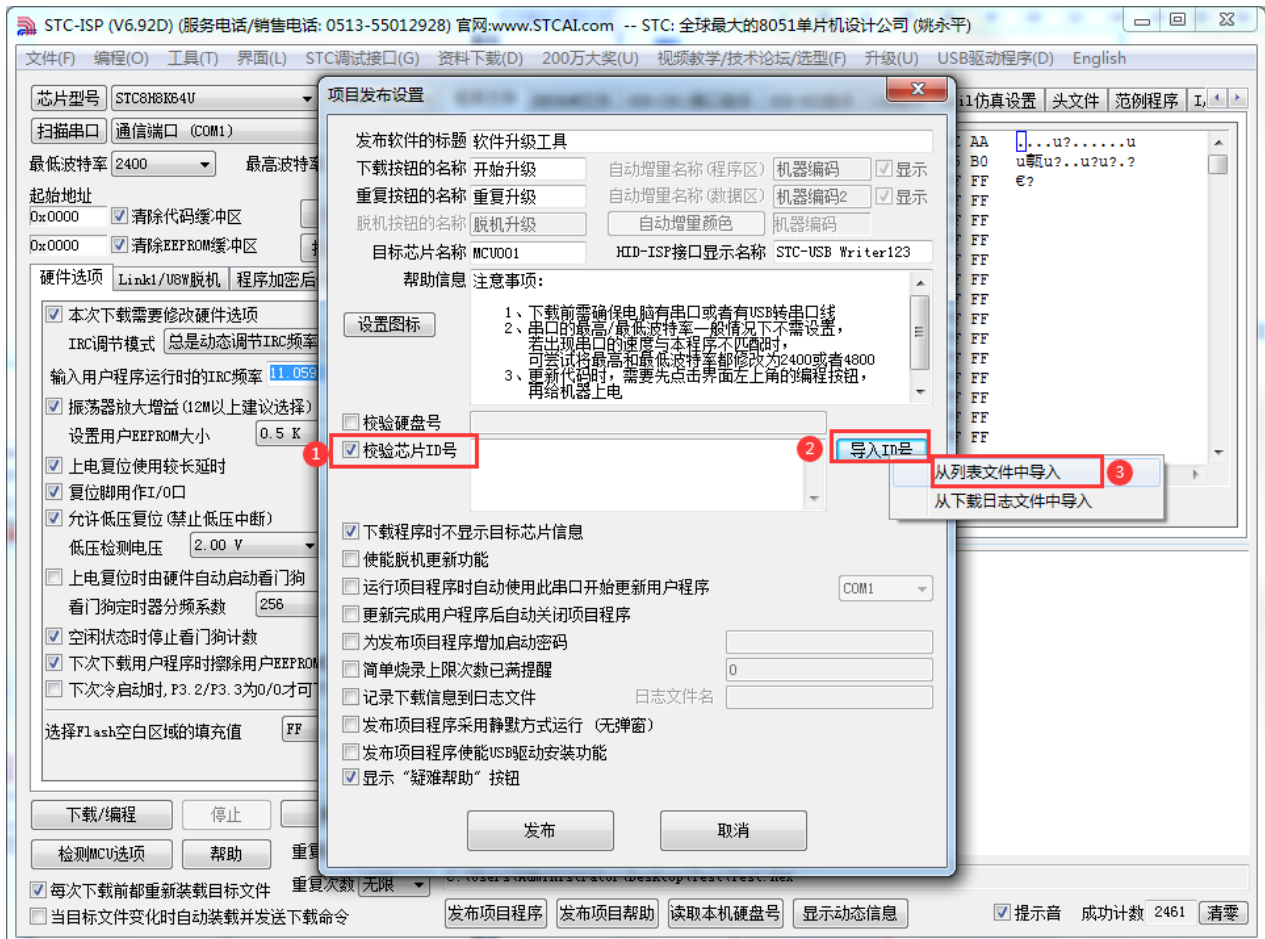 STC-ISP (V6.92D) (服务电话/销售电话: 0513-55012928) 官网:www.STCAI.com -- STC: 全球最大的8051单片机设计公司 (姚永平)
文件(F) 编程(O) 工具(T) 界面(L) STC调试接口(G) 资料下载(D) 200万大奖(U) 视频教学/技术论坛/选型(F) 升级(U) USB驱动程序(D) English
芯片型号 STC8H8K64U
扫描串口 通信端口 (COM1)
最低波特率 2400 最高波特率
起始地址
0x0000 清除代码缓冲区
0x0000 清除EEPROM缓冲区
硬件选项 Link1/U8W脱机 程序加密后
本次下载需要修改硬件选项
IRC调节模式 总是动态调节IRC频率
输入用户程序运行时的IRC频率 11.059
振荡器放大增益(12M以上建议选择)
设置用户EEPROM大小 0.5 K
上电复位使用较长延时
复位脚用作I/O口
允许低压复位(禁止低压中断)
低压检测电压 2.00 V
上电复位时由硬件自动启动看门狗
看门狗定时器分频系数 256
空闲状态时停止看门狗计数
下次下载用户程序时擦除用户EEPROM
下次冷启动时,P3.2/P3.3为0/0才可
选择Flash空白区域的填充值 FF
下载/编程 停止
检测MCU选项 帮助
每次下载前都重新装载目标文件 重复次数 无限
当目标文件变化时自动装载并发送下载命令
发布项目程序 发布项目帮助 读取本机硬盘号 显示动态信息 提示音 成功计数 2461 清零
项目发布设置
发布软件的标题 软件升级工具
下载按钮的名称 开始升级 自动增量名称(程序区) 机器编码 显示
重复按钮的名称 重复升级 自动增量名称(数据区) 机器编码2 显示
脱机按钮的名称 脱机升级 自动增量颜色 机器编码
目标芯片名称 MCU001 HID-ISP接口显示名称 STC-USB Writer123
帮助信息 注意事项:
设置图标
1、下载前需确保电脑有串口或者有USB转串口线
2、串口的最高/最低波特率一般情况下不需设置，
若出现串口的速度与本程序不匹配时，
可尝试将最高和最低波特率都修改为2400或者4800
3、更新代码时，需要先点击界面左上角的编程按钮，
再给机器上电
校验硬盘号
1 校验芯片ID号 2 导入ID号
从列表文件中导入 3
从下载日志文件中导入
下载程序时不显示目标芯片信息
使能脱机更新功能
运行项目程序时自动使用此串口开始更新用户程序 COM1
更新完成用户程序后自动关闭项目程序
为发布项目程序增加启动密码
简单烧录上限次数已满提醒 0
记录下载信息到日志文件 日志文件名
发布项目程序采用静默方式运行 (无弹窗)
发布项目程序使能USB驱动安装功能
显示 “疑难帮助” 按钮
发布 取消
il仿真设置 头文件 范例程序 I,
AA ....u?......u
B0 u甎u?..u?u?.?
FF €?
FF
FF
FF
FF
FF
FF
FF
FF
FF
FF
FF
FF
FF